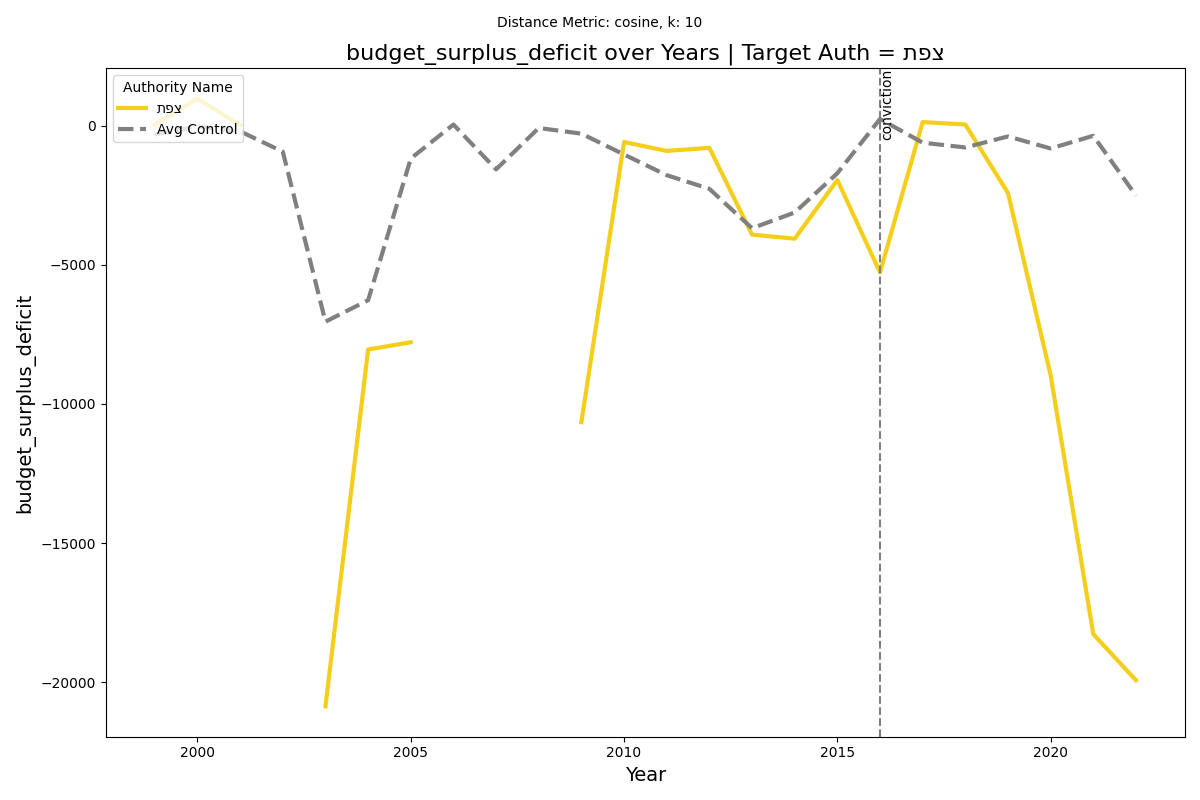 Distance Metric: cosine, k: 10
budget_surplus_deficit over Years | Target Auth = צפת
Authority Name
צפת
Avg Control
conviction
0
−5000
−10000
−15000
−20000
budget_surplus_deficit
2000
2005
2010
2015
2020
Year